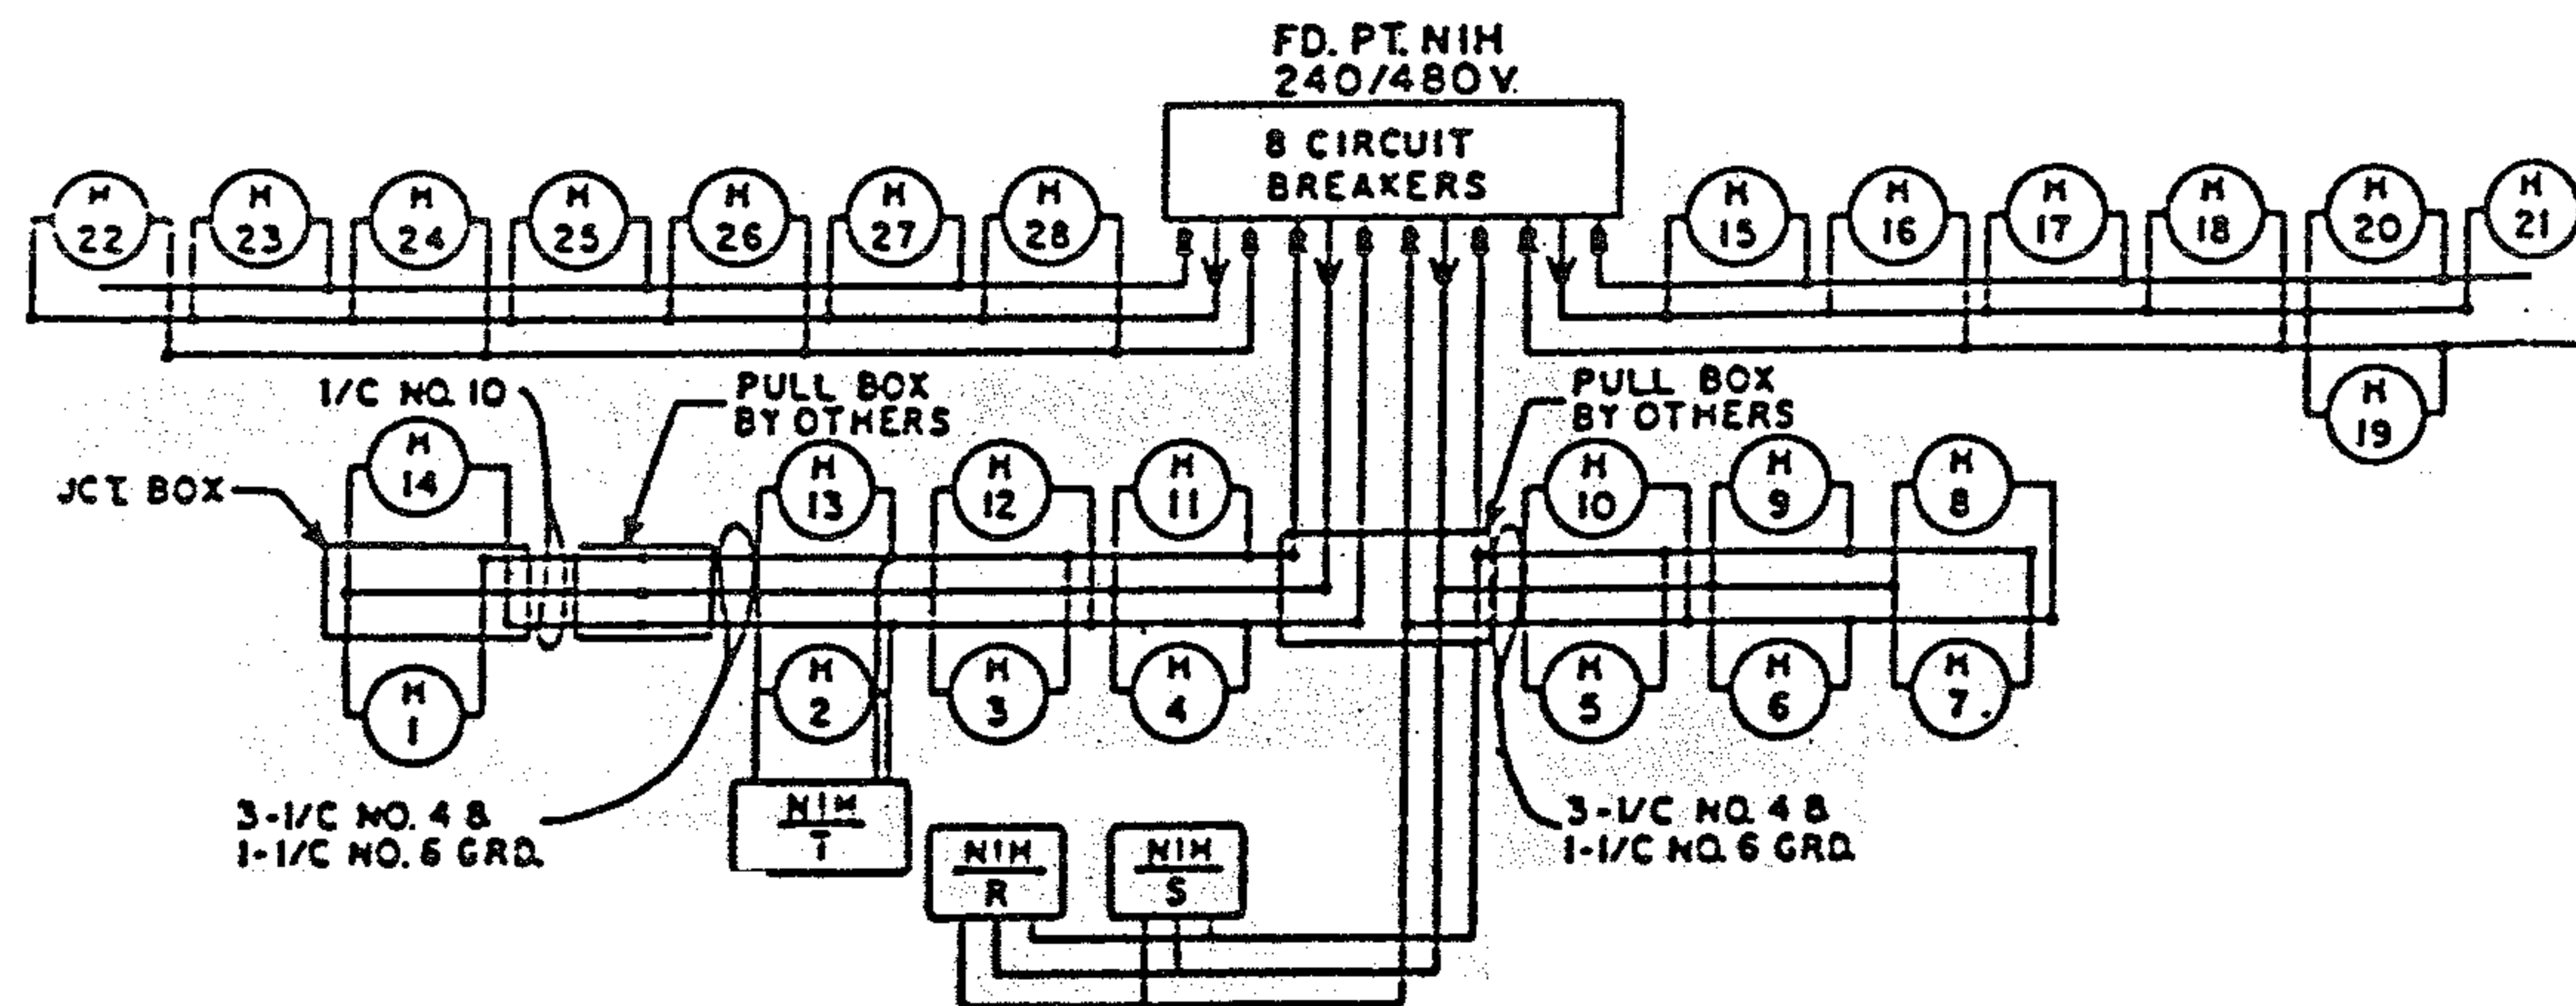 FD. PT. NIH
240/480 V.
8 CIRCUIT
BREAKERS
H
22
H
23
H
24
H
25
H
26
H
27
H
28
H
15
H
16
H
17
H
18
H
20
H
21
H
19
1/C NO. 10
PULL BOX
BY OTHERS
PULL BOX
BY OTHERS
JCT. BOX
H
14
H
13
H
12
H
11
H
10
H
9
H
8
H
1
H
2
H
3
H
4
H
5
H
6
H
7
3-1/C NO. 4 &
1-1/C NO. 6 GRD.
NIH
T
NIH
R
NIH
S
3-1/C NO. 4 &
1-1/C NO. 6 GRD